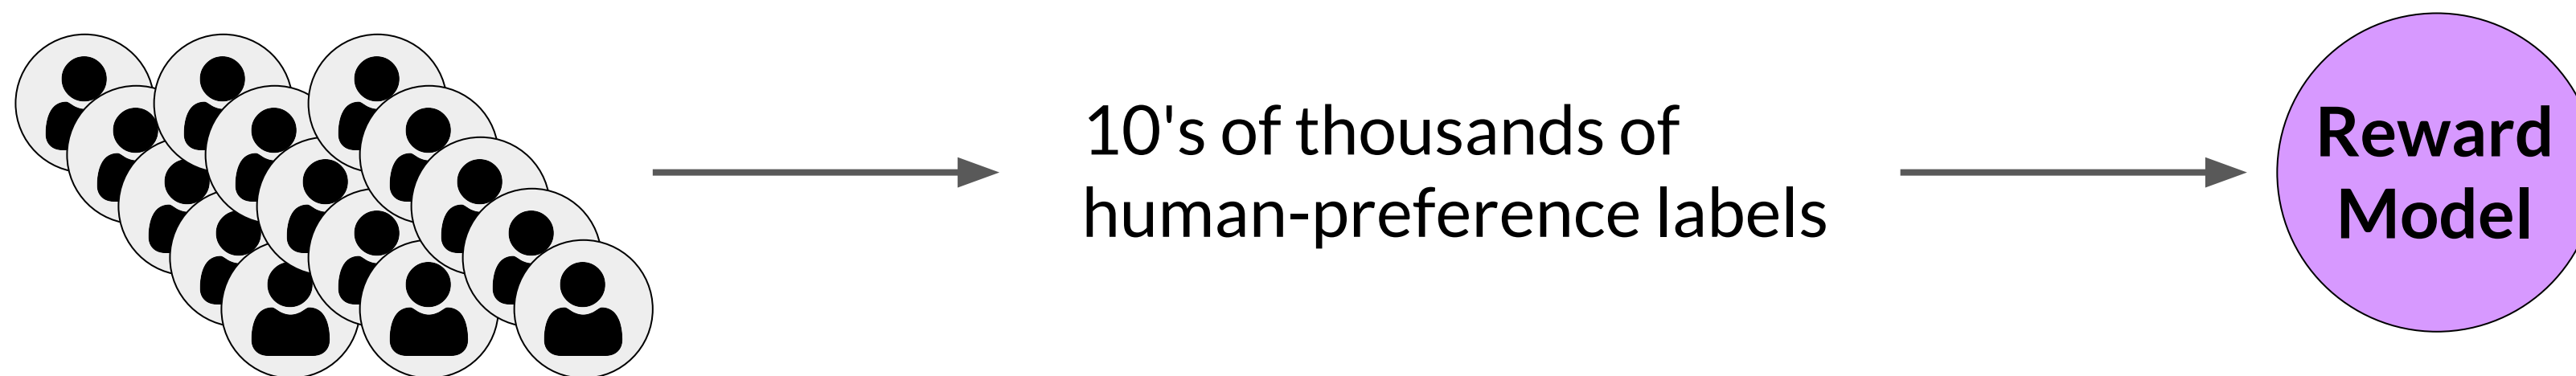 10's of thousands of
human-preference labels
Reward
Model